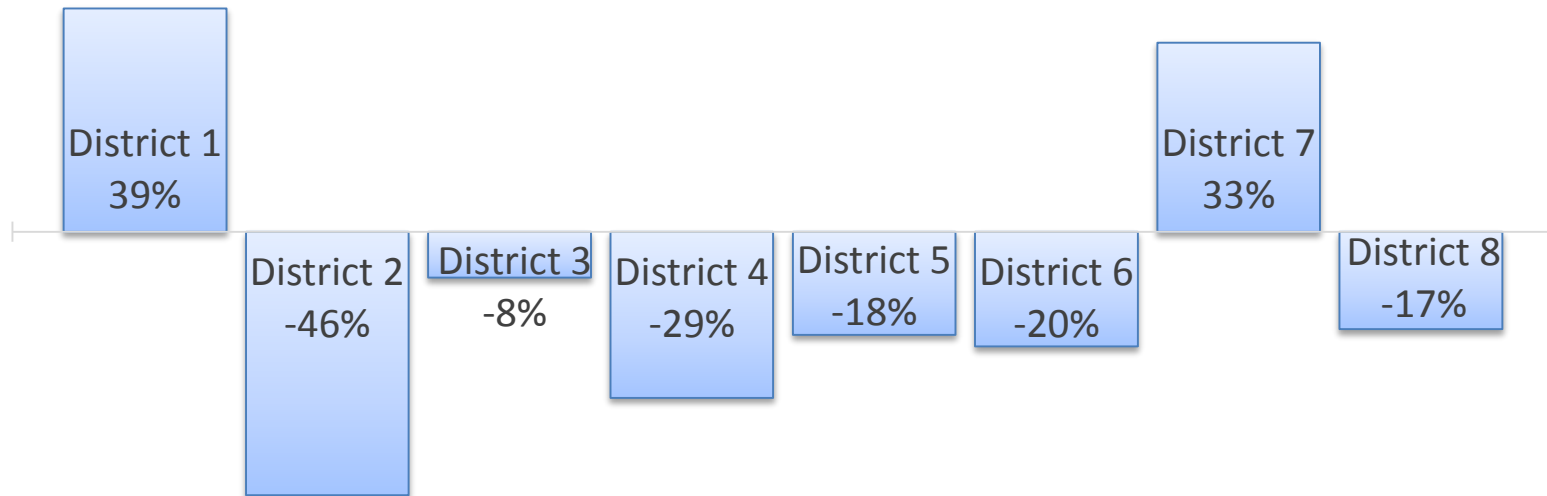 District 1
39%
District 2
-46%
District 3
-8%
District 4
-29%
District 5
-18%
District 6
-20%
District 7
33%
District 8
-17%